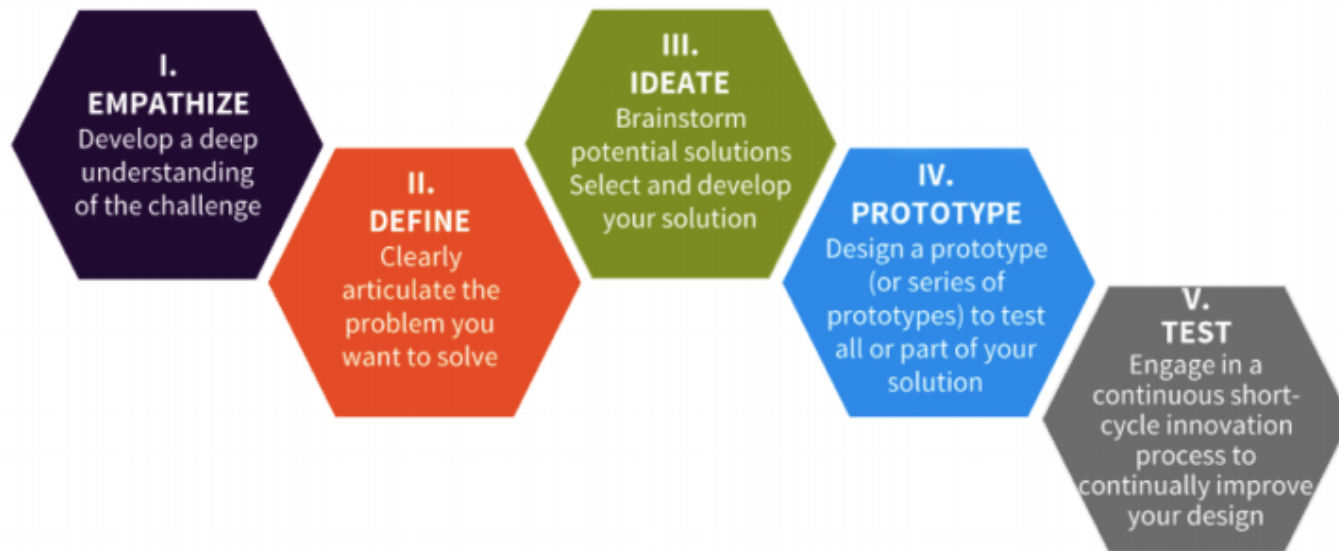 I.
EMPATHIZE
Develop a deep
understanding
of the challenge
II.
DEFINE
Clearly
articulate the
problem you
want to solve
III.
IDEATE
Brainstorm
potential solutions
Select and develop
your solution
IV.
PROTOTYPE
Design a prototype
(or series of
prototypes) to test
all or part of your
solution
V.
TEST
Engage in a
continuous short-
cycle innovation
process to
continually improve
your design